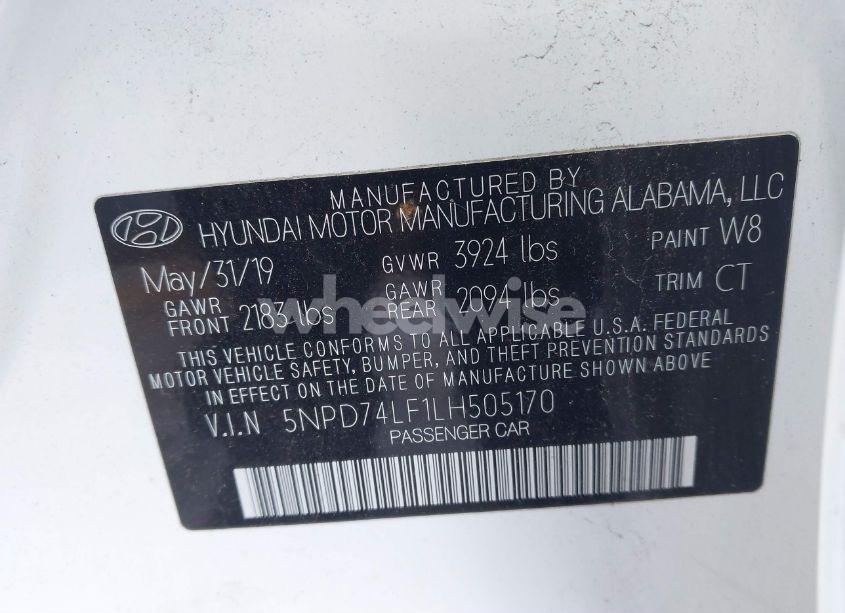 MANUFACTURED BY
HYUNDAI MOTOR MANUFACTURING ALABAMA, LLC
May/31/19 GVWR 3924 lbs PAINT W8
GAWR FRONT 2183 lbs GAWR REAR 2094 lbs TRIM CT
wheelwise
THIS VEHICLE CONFORMS TO ALL APPLICABLE U.S.A. FEDERAL
MOTOR VEHICLE SAFETY, BUMPER, AND THEFT PREVENTION STANDARDS
IN EFFECT ON THE DATE OF MANUFACTURE SHOWN ABOVE
V.I.N 5NPD74LF1LH505170
PASSENGER CAR